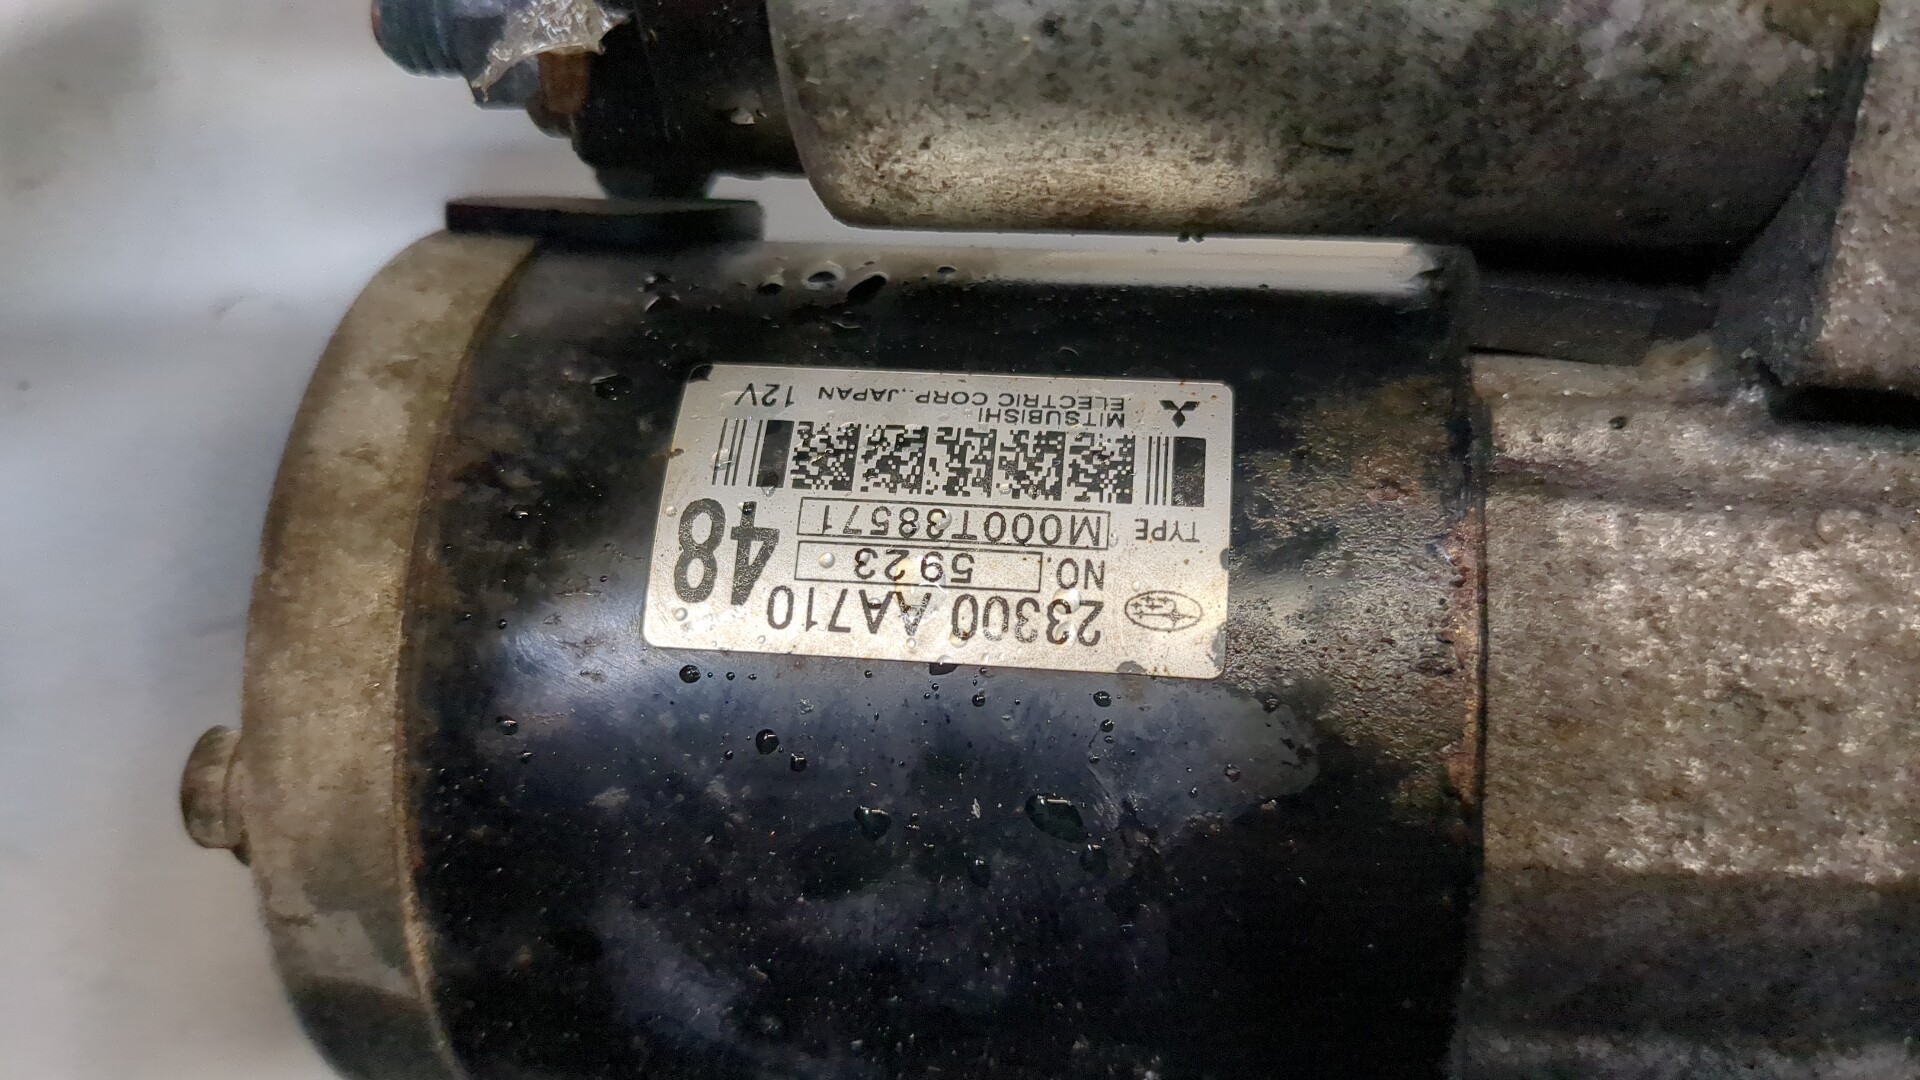 23300 AA710
NO. 5923
48
TYPE M000T38571
MITSUBISHI
ELECTRIC CORP., JAPAN 12V